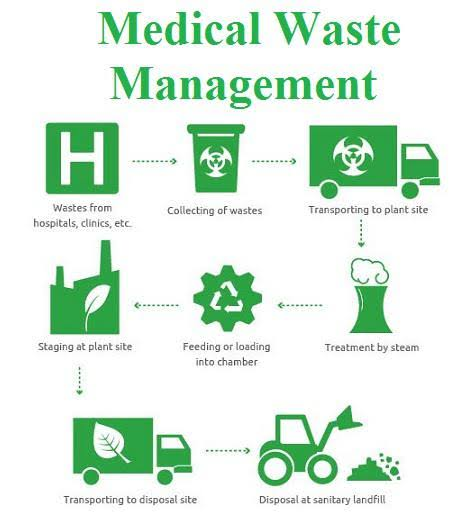 Medical Waste
Management
H
Wastes from
hospitals, clinics, etc.
Collecting of wastes
Transporting to plant site
Staging at plant site
Feeding or loading
into chamber
Treatment by steam
Transporting to disposal site
Disposal at sanitary landfill